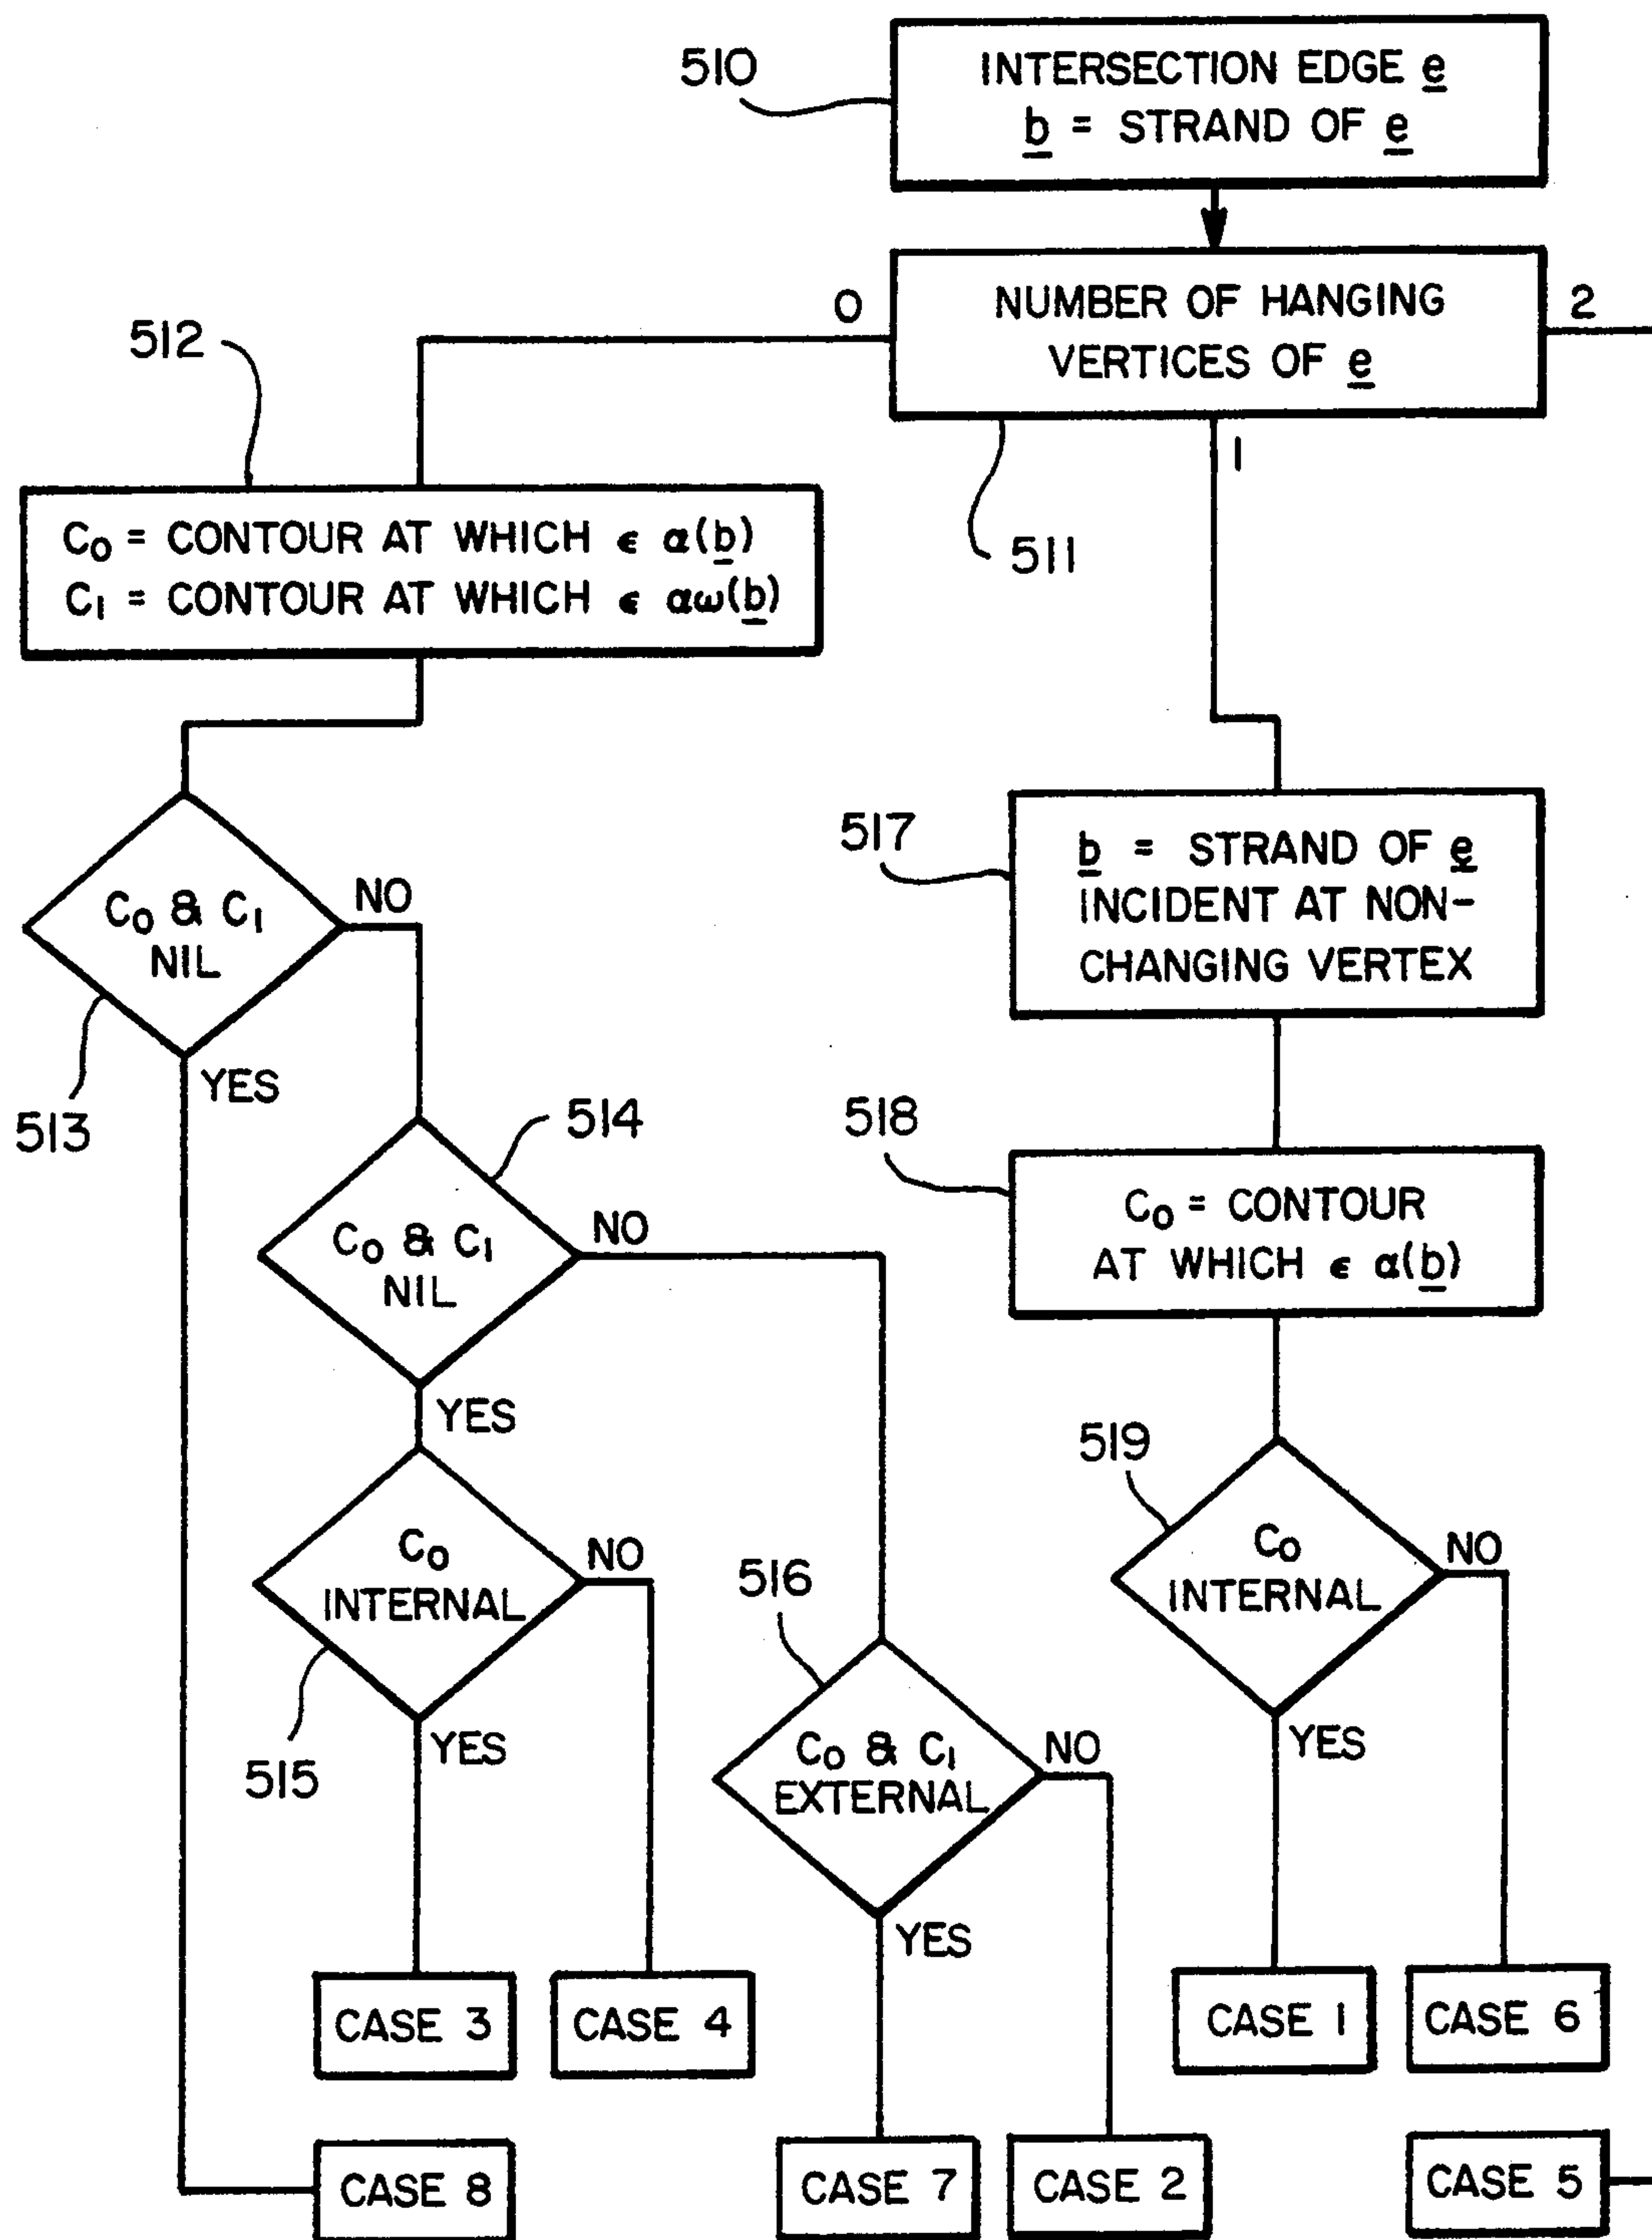 510
INTERSECTION EDGE e
b = STRAND OF e
0
NUMBER OF HANGING
VERTICES OF e
2
512
1
511
C₀ = CONTOUR AT WHICH ϵ α(b)
C₁ = CONTOUR AT WHICH ϵ αω(b)
517
b = STRAND OF e
INCIDENT AT NON-
CHANGING VERTEX
C₀ & C₁
NIL
NO
YES
513
514
C₀ & C₁
NIL
NO
YES
518
C₀ = CONTOUR
AT WHICH ϵ α(b)
C₀
INTERNAL
NO
YES
515
516
C₀ & C₁
EXTERNAL
NO
YES
519
C₀
INTERNAL
NO
YES
CASE 3
CASE 4
CASE 1
CASE 6
CASE 8
CASE 7
CASE 2
CASE 5